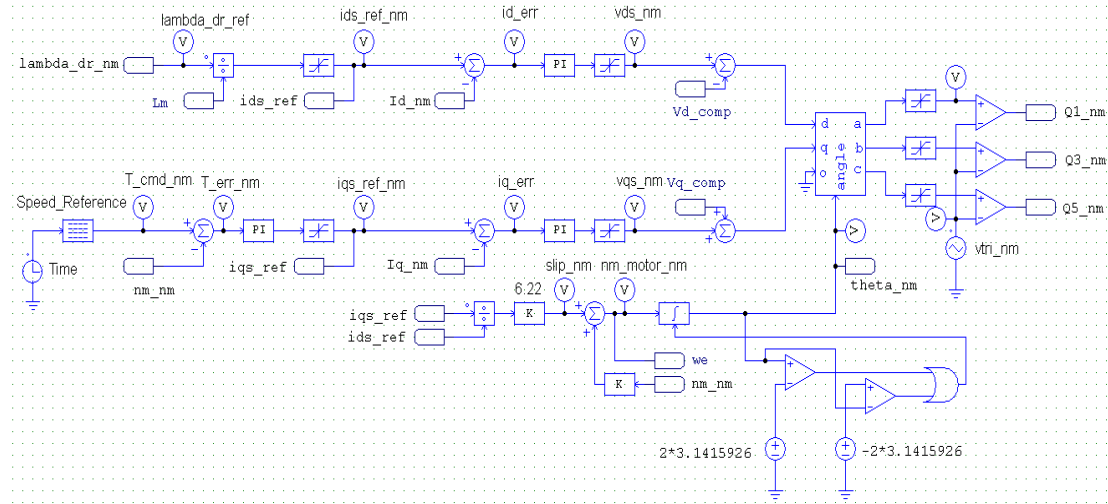 lambda_dr_ref
ids_ref_nm
id_err
vds_nm
lambda_dr_nm
V
V
V
V
÷
÷
PI
Σ
Σ
Lm
ids_ref
Id_nm
Vd_comp
V
d a
q b
o c
angle
Q1_nm
Q3_nm
Q5_nm
Speed_Reference
T_cmd_nm
T_err_nm
iqs_ref_nm
iq_err
vqs_nm
Vq_comp
V
V
V
V
V
V
V
Σ
PI
Σ
PI
Σ
Time
nm_nm
iqs_ref
Iq_nm
theta_nm
vtri_nm
slip_nm
nm_motor_nm
6.22
V
V
iqs_ref
ids_ref
÷
÷
K
Σ
∫
we
K
nm_nm
2*3.1415926
-2*3.1415926